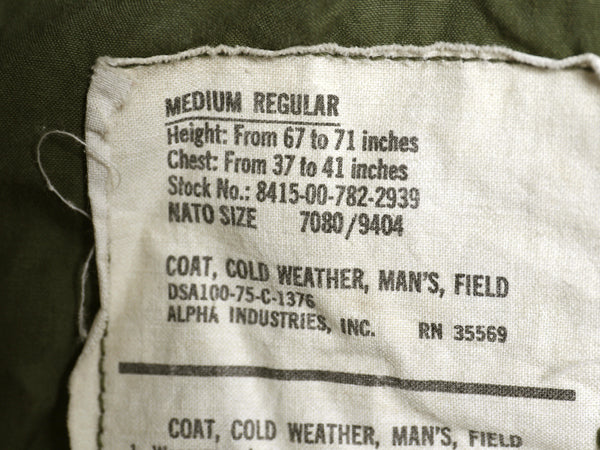 MEDIUM REGULAR
Height: From 67 to 71 inches
Chest: From 37 to 41 inches
Stock No.: 8415-00-782-2939
NATO SIZE 7080/9404
COAT, COLD WEATHER, MAN'S, FIELD
DSA100-75-C-1376
ALPHA INDUSTRIES, INC. RN 35569
COAT, COLD WEATHER, MAN'S, FIELD